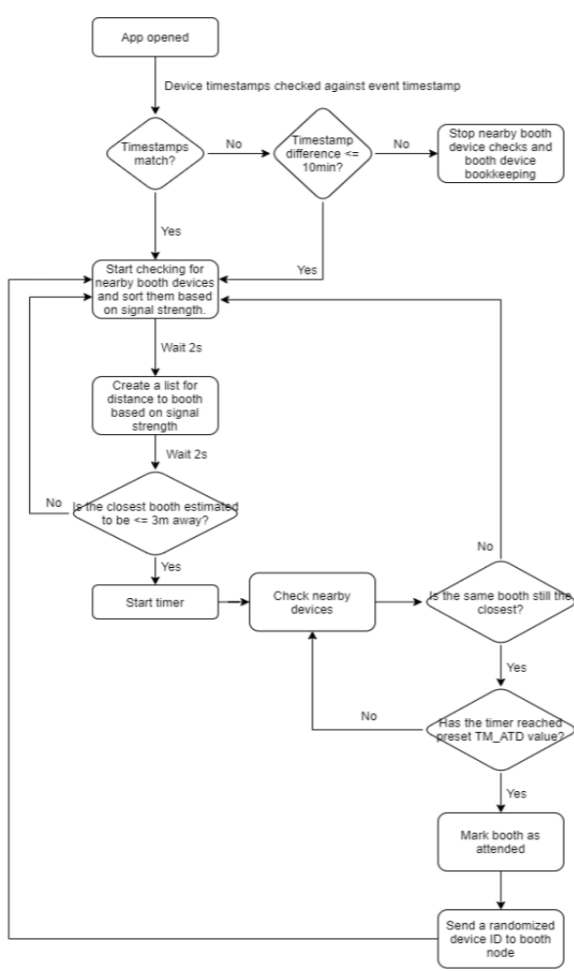 App opened
Device timestamps checked against event timestamp
Timestamps
match?
No
Timestamp
difference <=
10min?
No
Stop nearby booth
device checks and
booth device
bookkeeping
Yes
Yes
Start checking for
nearby booth devices
and sort them based
on signal strength.
Wait 2s
Create a list for
distance to booth
based on signal
strength
Wait 2s
No
Is the closest booth estimated
to be <= 3m away?
Yes
Start timer
Check nearby
devices
No
Is the same booth still the
closest?
Yes
No
Has the timer reached
preset TM_ATD value?
Yes
Mark booth as
attended
Send a randomized
device ID to booth
node